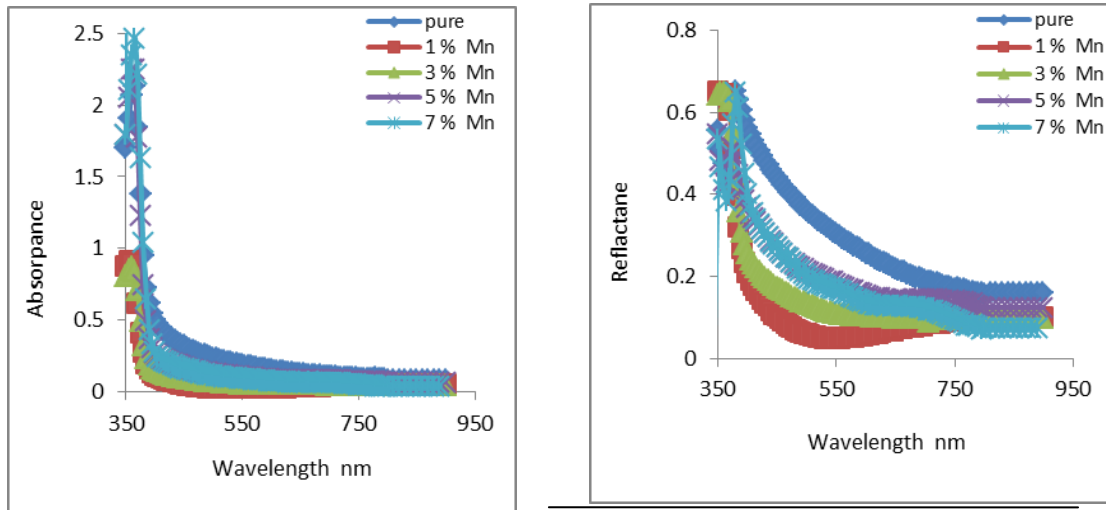 pure
1 % Mn
3 % Mn
5 % Mn
7 % Mn
2.5
2
1.5
1
0.5
0
350
550
750
950
Absorpance
Wavelength nm
pure
1 % Mn
3 % Mn
5 % Mn
7 % Mn
0.8
0.6
0.4
0.2
0
350
550
750
950
Reflactane
Wavelength nm